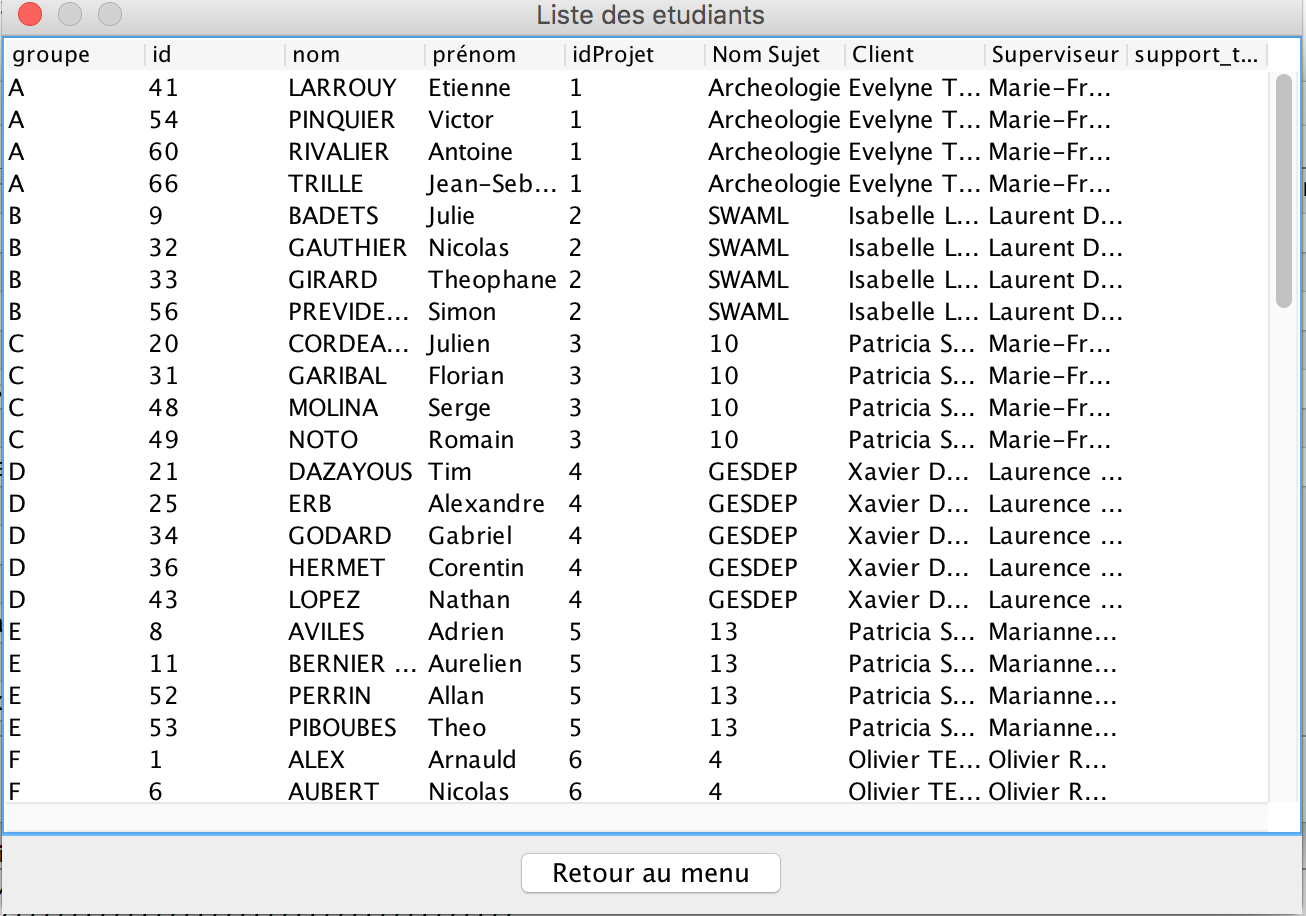 Liste des etudiants
groupe id nom prénom idProjet Nom Sujet Client Superviseur support_t...
A 41 LARROUY Etienne 1 Archeologie Evelyne T... Marie-Fr...
A 54 PINQUIER Victor 1 Archeologie Evelyne T... Marie-Fr...
A 60 RIVALIER Antoine 1 Archeologie Evelyne T... Marie-Fr...
A 66 TRILLE Jean-Seb... 1 Archeologie Evelyne T... Marie-Fr...
B 9 BADETS Julie 2 SWAML Isabelle L... Laurent D...
B 32 GAUTHIER Nicolas 2 SWAML Isabelle L... Laurent D...
B 33 GIRARD Theophane 2 SWAML Isabelle L... Laurent D...
B 56 PREVIDE... Simon 2 SWAML Isabelle L... Laurent D...
C 20 CORDEA... Julien 3 10 Patricia S... Marie-Fr...
C 31 GARIBAL Florian 3 10 Patricia S... Marie-Fr...
C 48 MOLINA Serge 3 10 Patricia S... Marie-Fr...
C 49 NOTO Romain 3 10 Patricia S... Marie-Fr...
D 21 DAZAYOUS Tim 4 GESDEP Xavier D... Laurence ...
D 25 ERB Alexandre 4 GESDEP Xavier D... Laurence ...
D 34 GODARD Gabriel 4 GESDEP Xavier D... Laurence ...
D 36 HERMET Corentin 4 GESDEP Xavier D... Laurence ...
D 43 LOPEZ Nathan 4 GESDEP Xavier D... Laurence ...
E 8 AVILES Adrien 5 13 Patricia S... Marianne...
E 11 BERNIER ... Aurelien 5 13 Patricia S... Marianne...
E 52 PERRIN Allan 5 13 Patricia S... Marianne...
E 53 PIBOUBES Theo 5 13 Patricia S... Marianne...
F 1 ALEX Arnauld 6 4 Olivier TE... Olivier R...
F 6 AUBERT Nicolas 6 4 Olivier TE... Olivier R...
Retour au menu